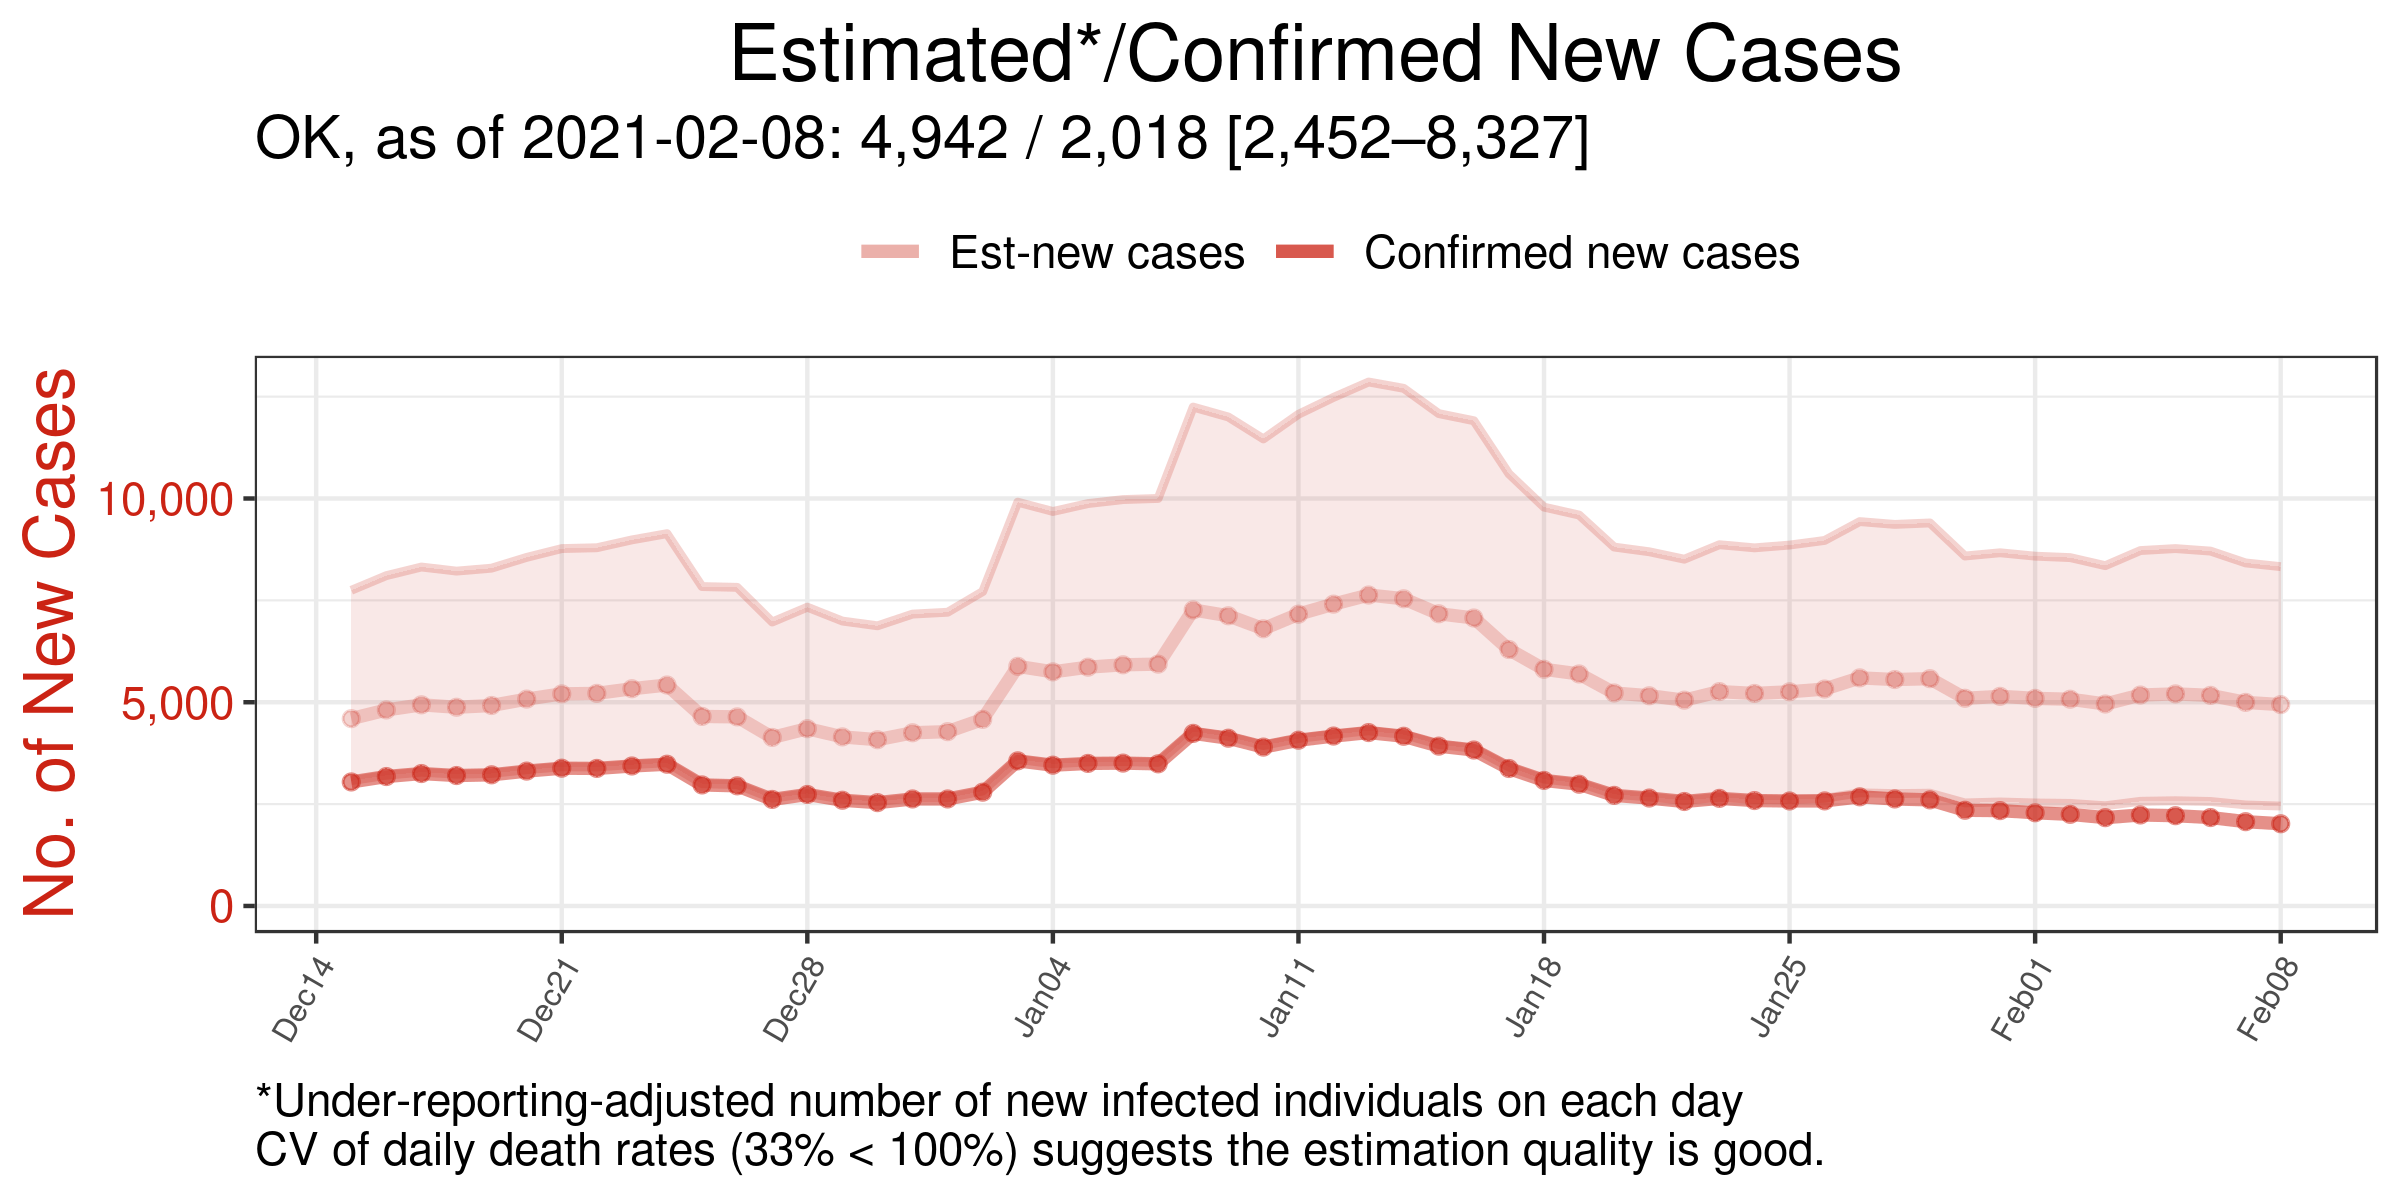 Estimated*/Confirmed New Cases
OK, as of 2021-02-08: 4,942 / 2,018 [2,452–8,327]
Est-new cases Confirmed new cases
No. of New Cases
10,000
5,000
0
Dec14 Dec21 Dec28 Jan04 Jan11 Jan18 Jan25 Feb01 Feb08
*Under-reporting-adjusted number of new infected individuals on each day
CV of daily death rates (33% < 100%) suggests the estimation quality is good.